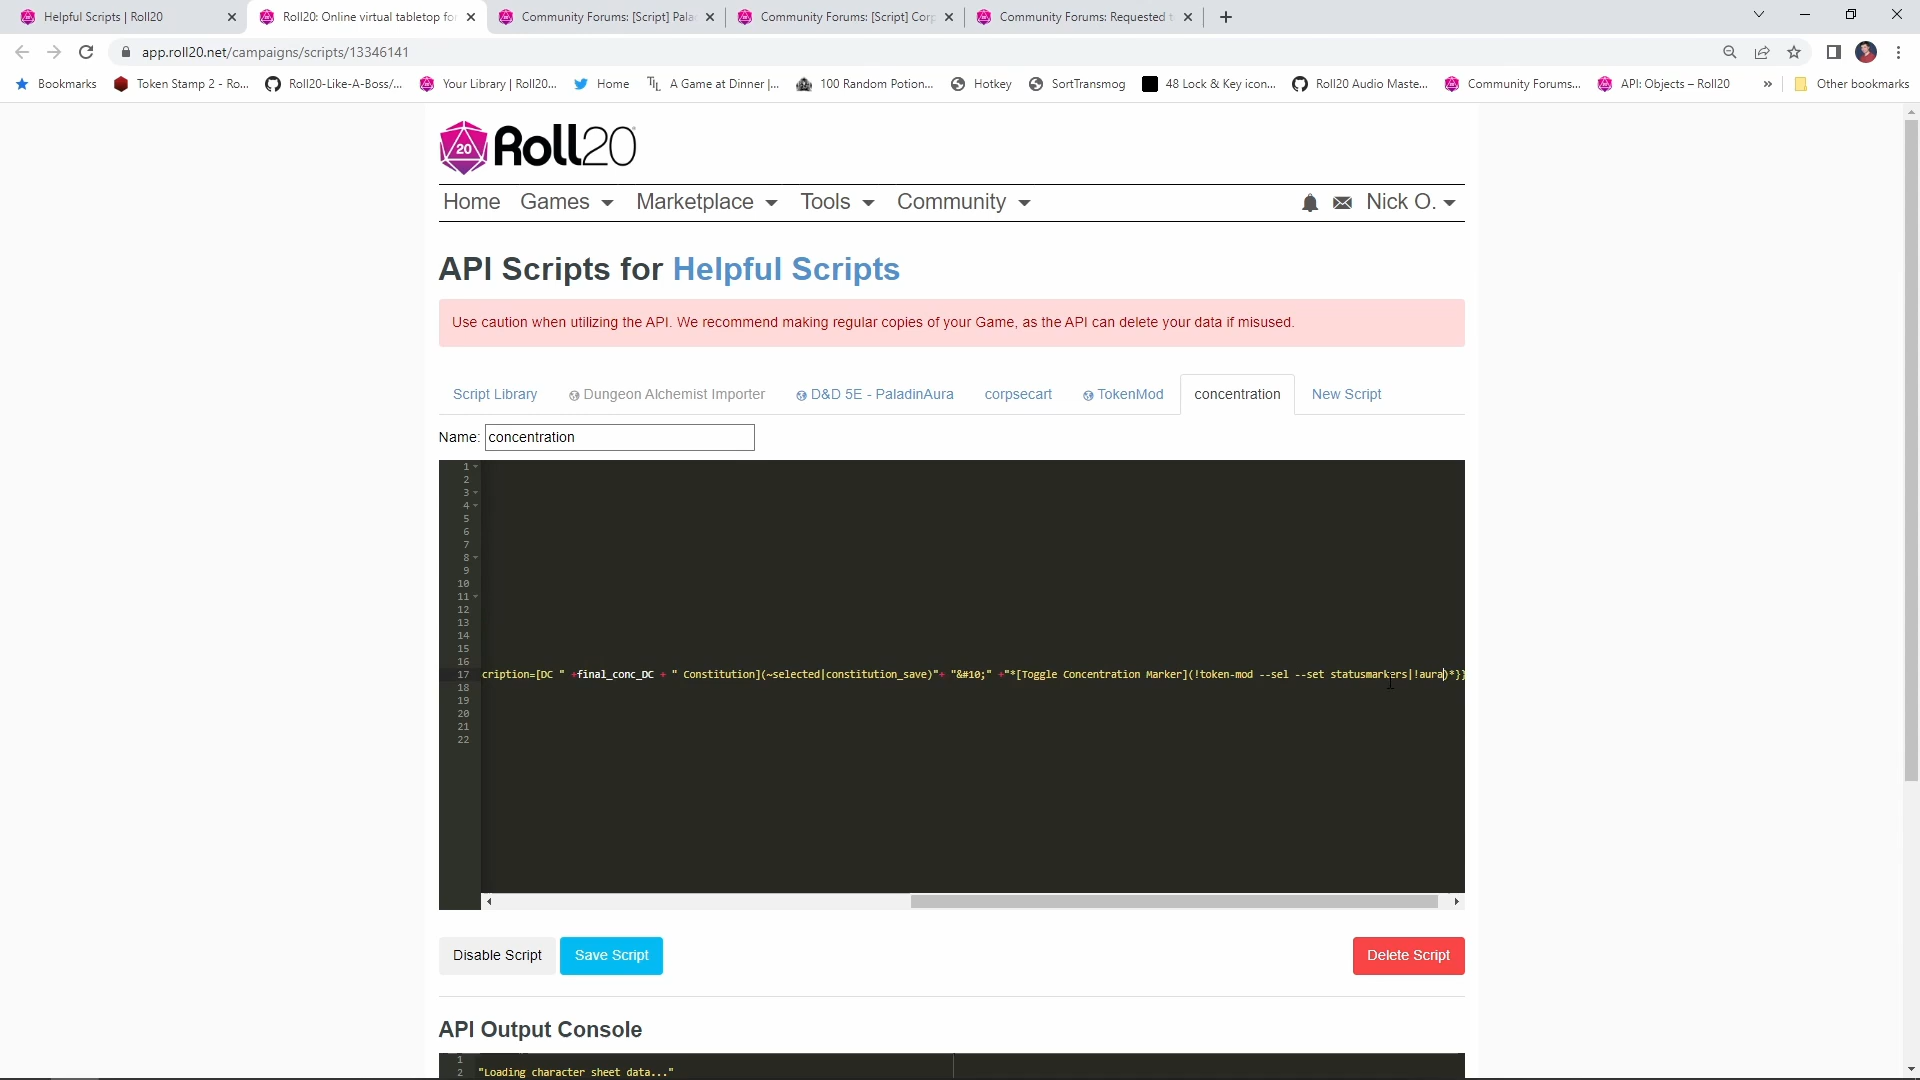 Helpful Scripts | Roll20
Roll20: Online virtual tabletop for
Community Forums: [Script] Pala
Community Forums: [Script] Corp
Community Forums: Requested t
app.roll20.net/campaigns/scripts/13346141
Bookmarks
Token Stamp 2 - Ro...
Roll20-Like-A-Boss/...
Your Library | Roll20...
Home
A Game at Dinner |...
100 Random Potion...
Hotkey
SortTransmog
48 Lock & Key icon...
Roll20 Audio Maste...
Community Forums...
API: Objects – Roll20
»
Other bookmarks
20 Roll20
Home Games Marketplace Tools Community Nick O.
API Scripts for Helpful Scripts
Use caution when utilizing the API. We recommend making regular copies of your Game, as the API can delete your data if misused.
Script Library
Dungeon Alchemist Importer
D&D 5E - PaladinAura
corpsecart
TokenMod
concentration
New Script
Name: concentration
1
2
3
4
5
6
7
8
9
10
11
12
13
14
15
16
17 cription=[DC " +final_conc_DC + " Constitution](~selected|constitution_save)"+ "&#10;" +"*[Toggle Concentration Marker](!token-mod --sel --set statusmarkers|!aura)*}}
18
19
20
21
22
Disable Script
Save Script
Delete Script
API Output Console
1
2 "Loading character sheet data..."